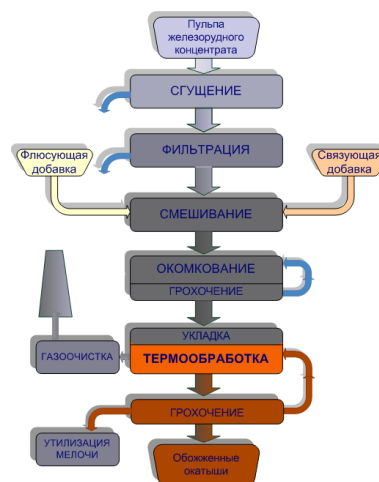 Пульпа
железорудного
концентрата
СГУЩЕНИЕ
ФИЛЬТРАЦИЯ
Флюсующая
добавка
Связующая
добавка
СМЕШИВАНИЕ
ОКОМКОВАНИЕ
ГРОХОЧЕНИЕ
УКЛАДКА
ТЕРМООБРАБОТКА
ГАЗООЧИСТКА
ГРОХОЧЕНИЕ
УТИЛИЗАЦИЯ
МЕЛОЧИ
Обожженные
окатыши